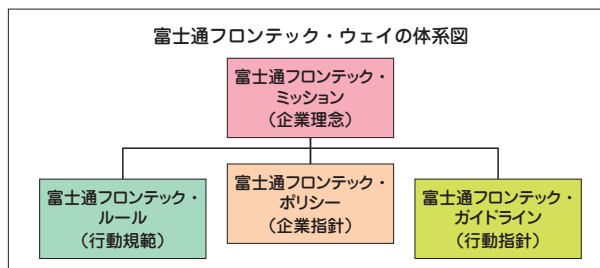 富士通フロンテック・ウェイの体系図
富士通フロンテック・
ミッション
（企業理念）
富士通フロンテック・
ルール
（行動規範）
富士通フロンテック・
ポリシー
（企業指針）
富士通フロンテック・
ガイドライン
（行動指針）